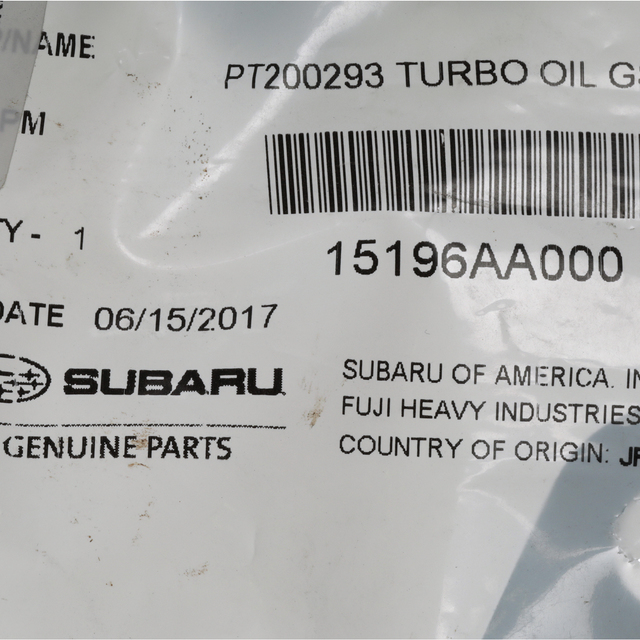 P/NAME
PT200293 TURBO OIL
PM
TY - 1
15196AA000
DATE 06/15/2017
SUBARU
GENUINE PARTS
SUBARU OF AMERICA. IN
FUJI HEAVY INDUSTRIES
COUNTRY OF ORIGIN: